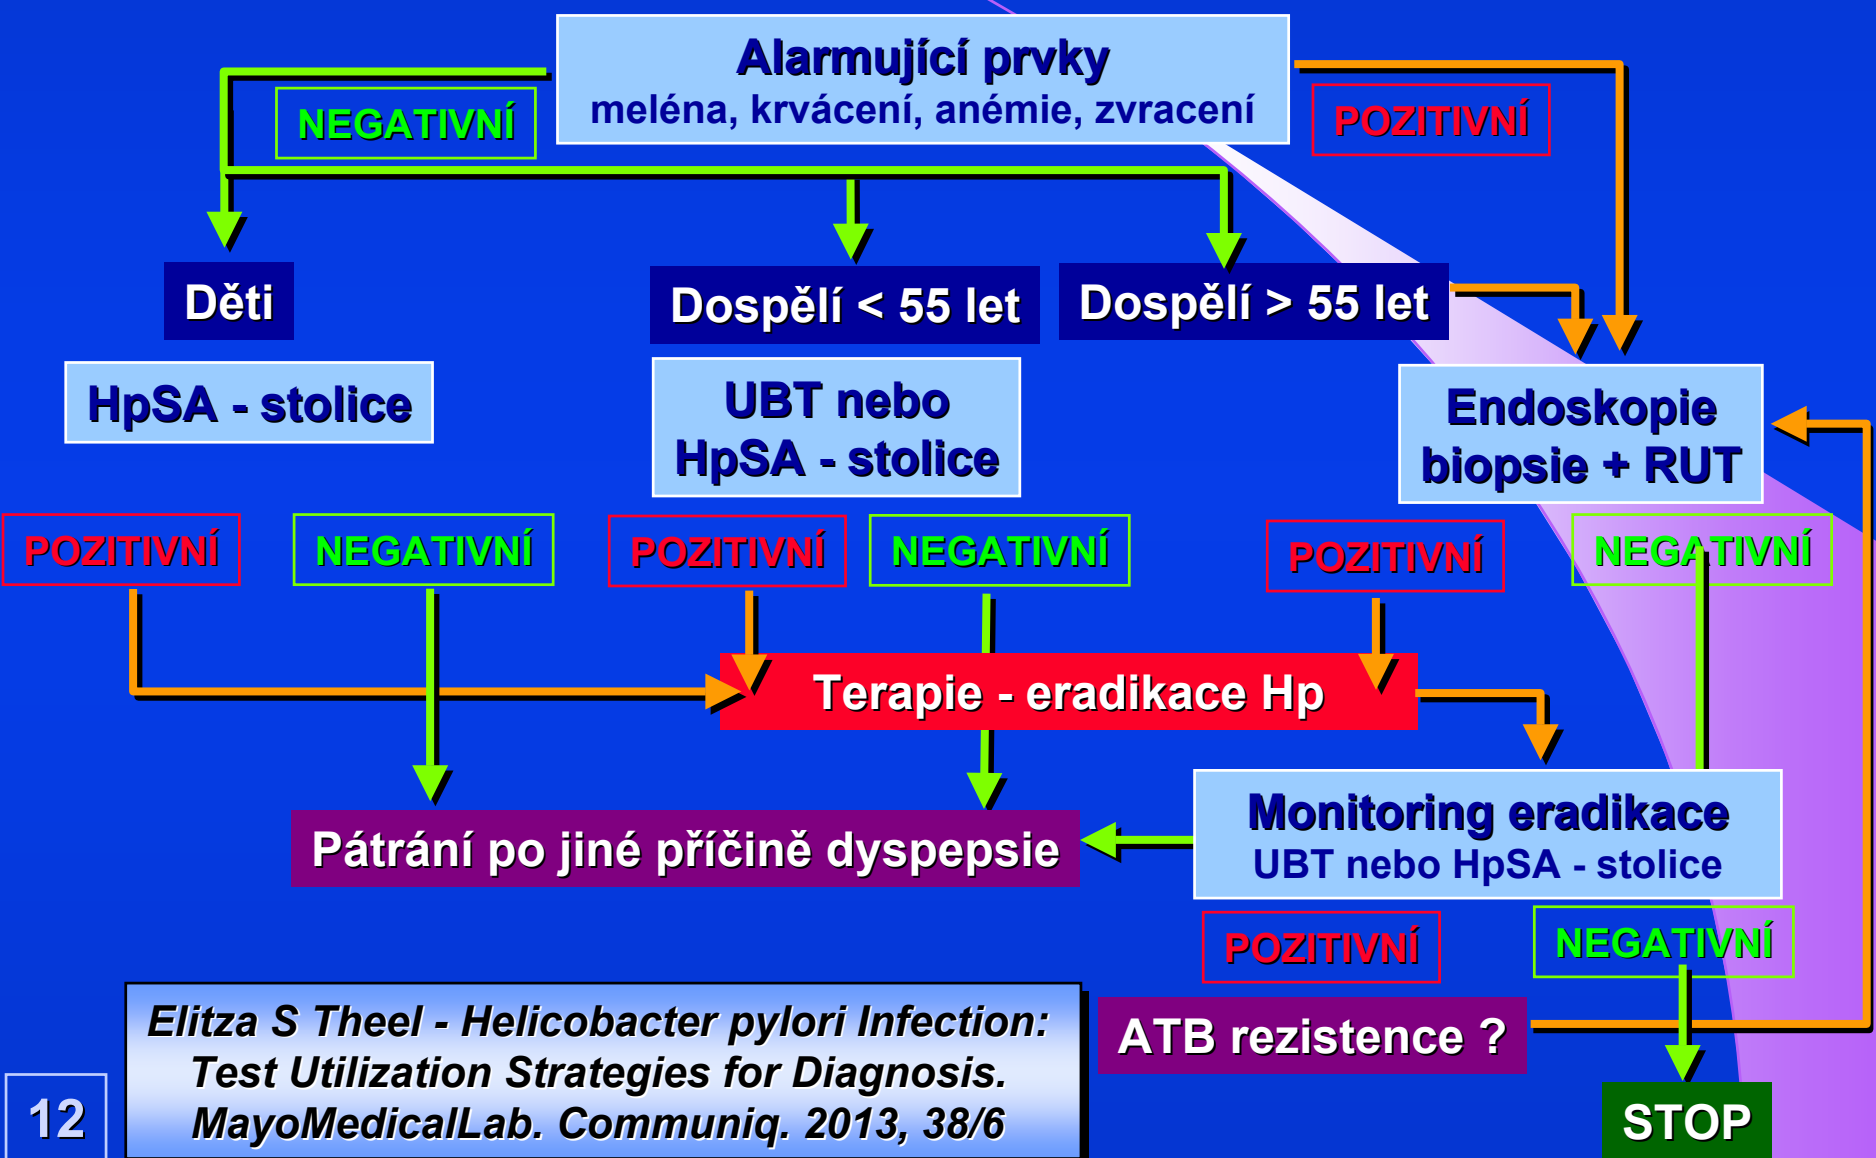 Alarmující prvky
meléna, krvácení, anémie, zvracení
NEGATIVNÍ
POZITIVNÍ
Děti
Dospělí < 55 let
Dospělí > 55 let
HpSA - stolice
UBT nebo
HpSA - stolice
Endoskopie
biopsie + RUT
POZITIVNÍ
NEGATIVNÍ
POZITIVNÍ
NEGATIVNÍ
POZITIVNÍ
NEGATIVNÍ
Terapie - eradikace Hp
Pátrání po jiné příčině dyspepsie
Monitoring eradikace
UBT nebo HpSA - stolice
POZITIVNÍ
NEGATIVNÍ
ATB rezistence ?
STOP
Elitza S Theel - Helicobacter pylori Infection:
Test Utilization Strategies for Diagnosis.
MayoMedicalLab. Communiq. 2013, 38/6
12